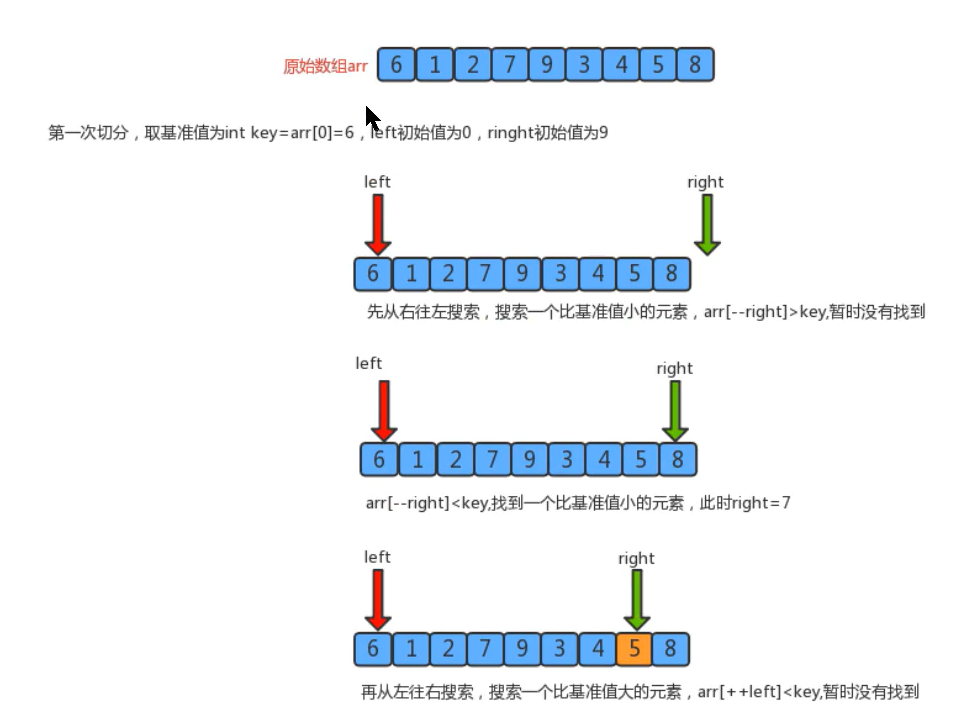 原始数组arr 6 1 2 7 9 3 4 5 8
第一次切分，取基准值为int key=arr[0]=6，left初始值为0，ringht初始值为9
left right
6 1 2 7 9 3 4 5 8
先从右往左搜索，搜索一个比基准值小的元素，arr[--right]>key,暂时没有找到
left right
6 1 2 7 9 3 4 5 8
arr[--right]<key,找到一个比基准值小的元素，此时right=7
left right
6 1 2 7 9 3 4 5 8
再从左往右搜索，搜索一个比基准值大的元素，arr[++left]<key,暂时没有找到